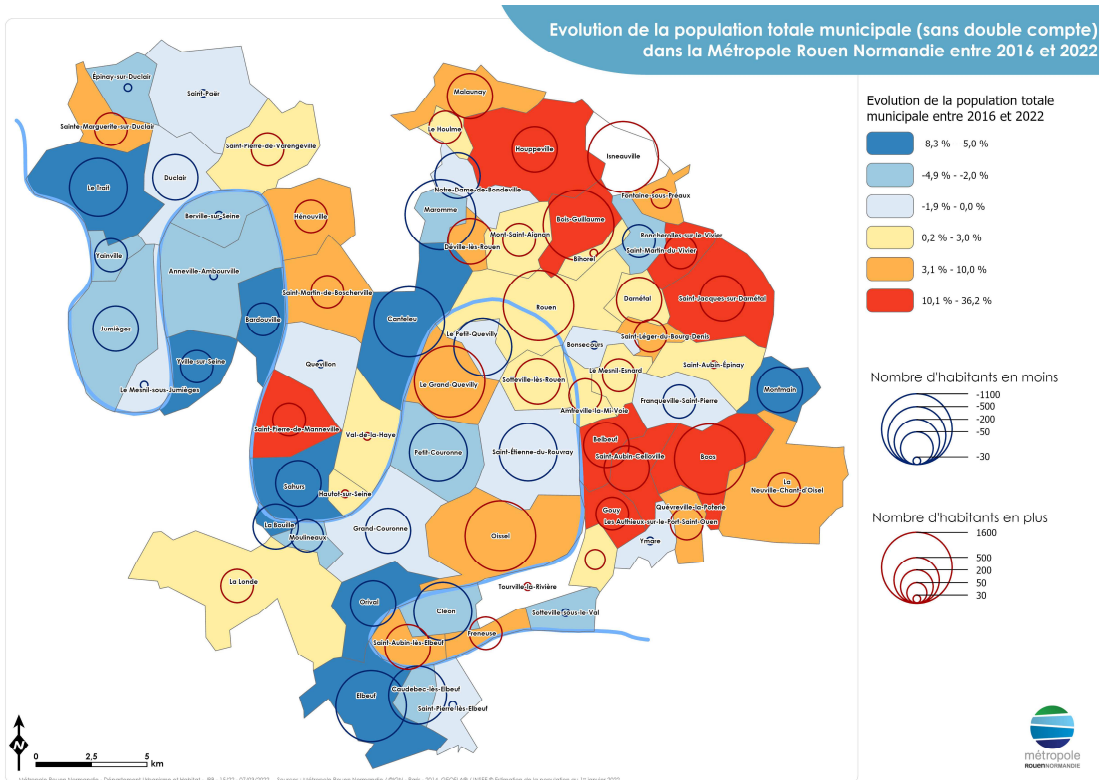 Evolution de la population totale municipale (sans double compte)
dans la Métropole Rouen Normandie entre 2016 et 2022
Evolution de la population totale
municipale entre 2016 et 2022
8,3 % 5,0 %
-4,9 % - -2,0 %
-1,9 % - 0,0 %
0,2 % - 3,0 %
3,1 % - 10,0 %
10,1 % - 36,2 %
Nombre d'habitants en moins
-1100
-500
-200
-50
-30
Nombre d'habitants en plus
1600
500
200
50
30
Épinay-sur-Duclair
Saint-Paër
Sainte-Marguerite-sur-Duclair
Saint-Pierre-de-Varengeville
Le Trait
Duclair
Malaunay
Le Houlme
Houppeville
Isneauville
Notre-Dame-de-Bondeville
Fontaine-sous-Préaux
Maromme
Berville-sur-Seine
Hénouville
Bois-Guillaume
Mont-Saint-Aignan
Roncherolles-sur-le-Vivier
Déville-lès-Rouen
Saint-Martin-du-Vivier
Yainville
Bihorel
Anneville-Ambourville
Saint-Martin-de-Boscherville
Darnétal
Saint-Jacques-sur-Darnétal
Rouen
Bardouville
Canteleu
Jumièges
Le Petit-Quevilly
Saint-Léger-du-Bourg-Denis
Bonsecours
Yville-sur-Seine
Quevillon
Saint-Aubin-Épinay
Le Mesnil-Esnard
Sotteville-lès-Rouen
Le Grand-Quevilly
Le Mesnil-sous-Jumièges
Montmain
Franqueville-Saint-Pierre
Amfreville-la-Mi-Voie
Saint-Pierre-de-Manneville
Val-de-la-Haye
Belbeuf
Petit-Couronne
Saint-Étienne-du-Rouvray
Saint-Aubin-Celloville
Boos
Sahurs
Hautot-sur-Seine
La
Neuville-Chant-d'Oisel
Gouy
Quévreville-la-Poterie
Les Authieux-sur-le-Port-Saint-Ouen
La Bouille
Moulineaux
Grand-Couronne
Oissel
Ymare
La Londe
Tourville-la-Rivière
Orival
Cléon
Sotteville-sous-le-Val
Freneuse
Saint-Aubin-lès-Elbeuf
Elbeuf
Caudebec-lès-Elbeuf
Saint-Pierre-lès-Elbeuf
N
0 2,5 5
km
métropole
ROUENNORMANDIE